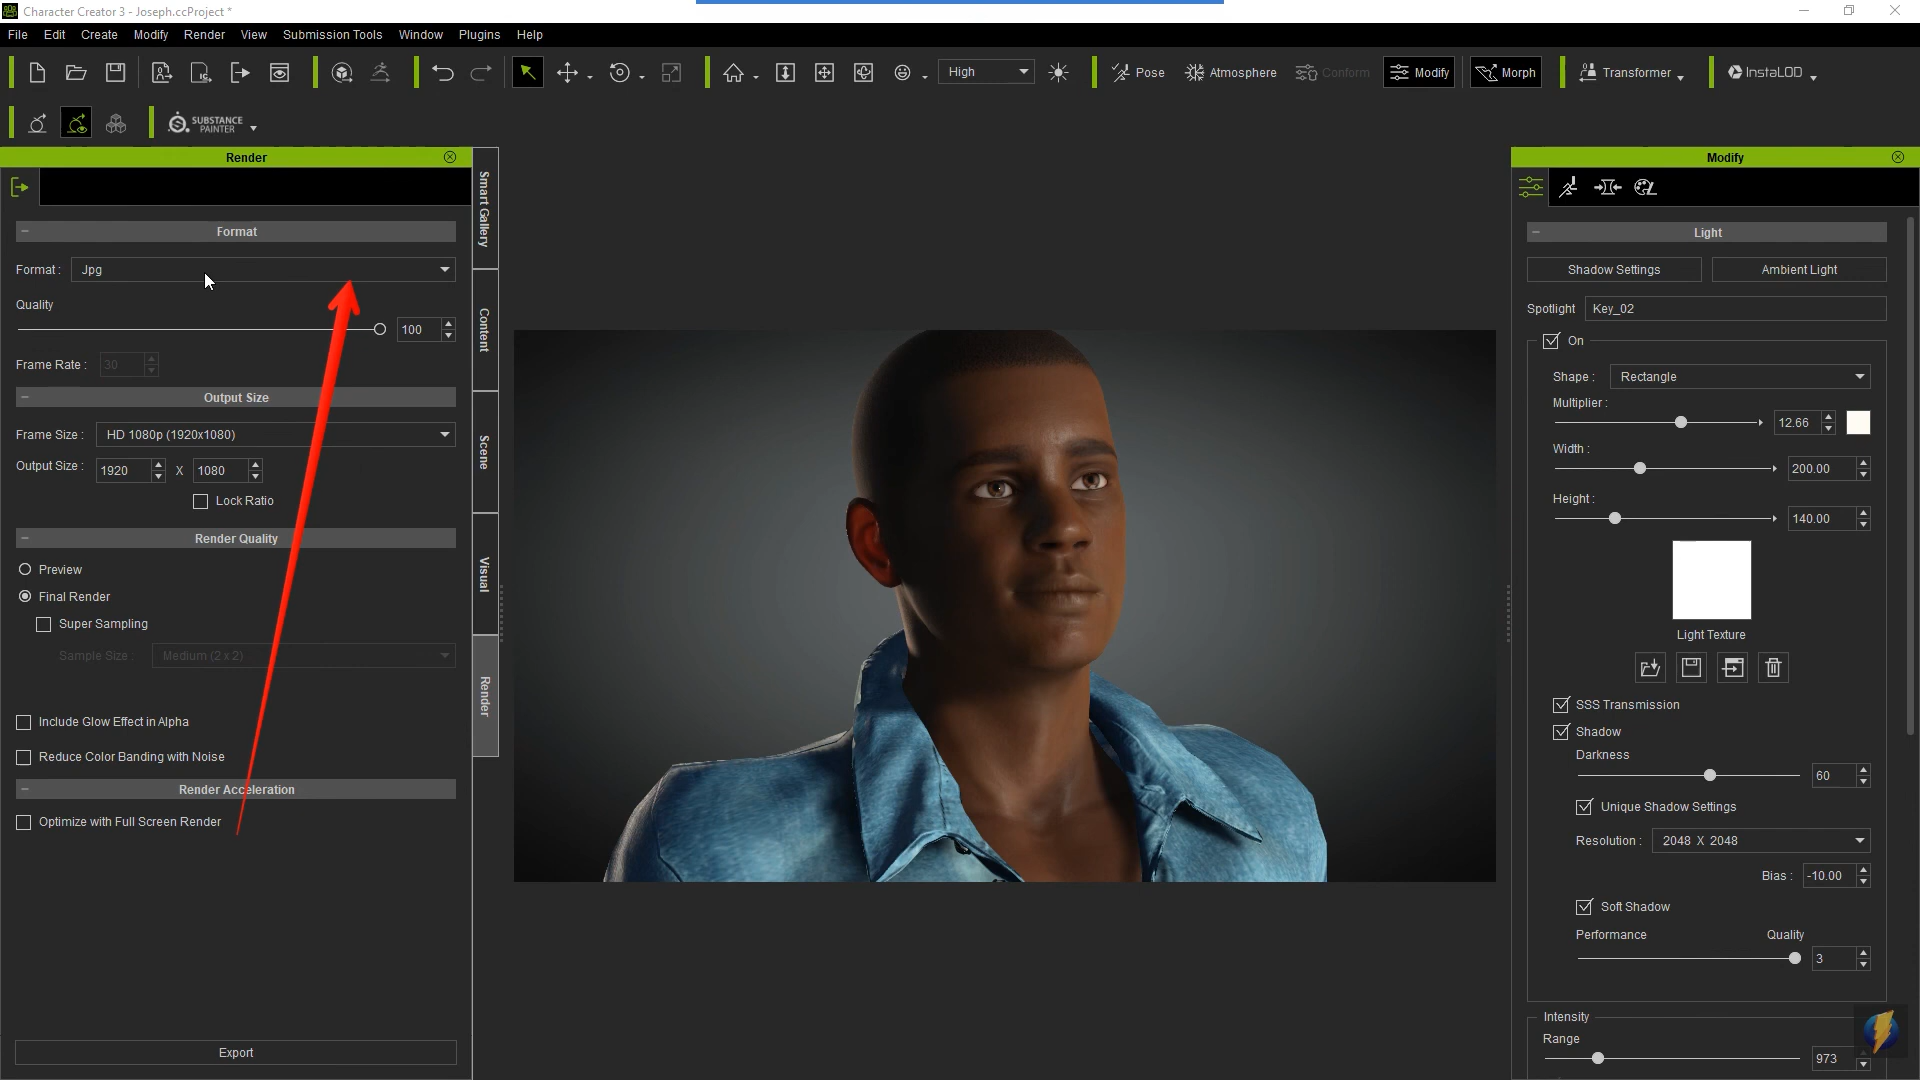 Character Creator 3 - Joseph.ccProject *
File Edit Create Modify Render View Submission Tools Window Plugins Help
High Pose Atmosphere Conform Modify Morph Transformer InstaLOD
SUBSTANCE
PAINTER
Render
Format
Format : Jpg
Quality
100
Frame Rate : 30
Output Size
Frame Size : HD 1080p (1920x1080)
Output Size : 1920 X 1080
Lock Ratio
Render Quality
Preview
Final Render
Super Sampling
Sample Size : Medium (2 x 2)
Include Glow Effect in Alpha
Reduce Color Banding with Noise
Render Acceleration
Optimize with Full Screen Render
Export
Smart Gallery
Content
Scene
Visual
Render
Modify
Light
Shadow Settings Ambient Light
Spotlight Key_02
On
Shape : Rectangle
Multiplier :
12.66
Width :
200.00
Height :
140.00
Light Texture
SSS Transmission
Shadow
Darkness
60
Unique Shadow Settings
Resolution : 2048 X 2048
Bias : -10.00
Soft Shadow
Performance Quality
3
Intensity
Range
973